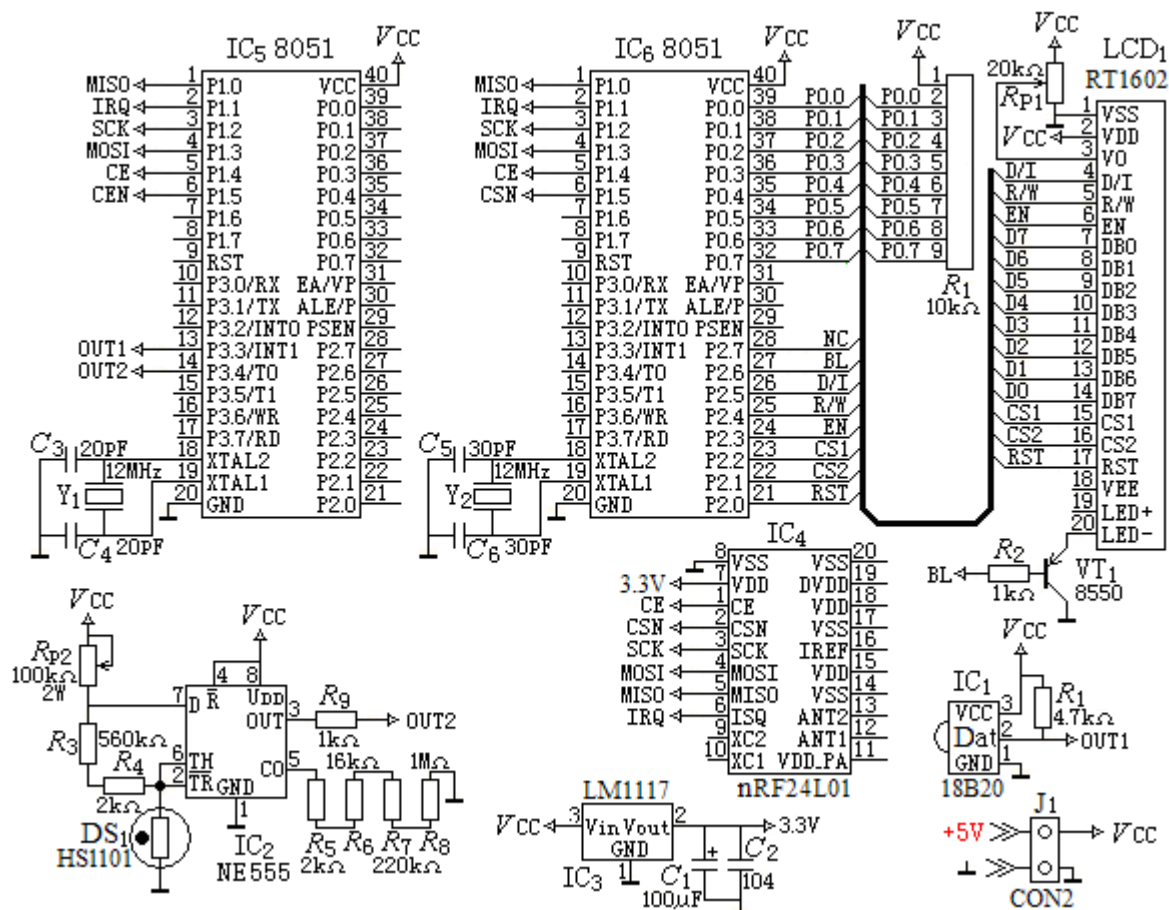 IC5 8051
MISO 1 P1.0 VCC 40 VCC
IRQ 2 P1.1 P0.0 39
SCK 3 P1.2 P0.1 38
MOSI 4 P1.3 P0.2 37
CE 5 P1.4 P0.3 36
CEN 6 P1.5 P0.4 35
7 P1.6 P0.5 34
8 P1.7 P0.6 33
9 RST P0.7 32
10 P3.0/RX EA/VP 31
11 P3.1/TX ALE/P 30
12 P3.2/INT0 PSEN 29
OUT1 13 P3.3/INT1 P2.7 28
OUT2 14 P3.4/T0 P2.6 27
15 P3.5/T1 P2.5 26
16 P3.6/WR P2.4 25
17 P3.7/RD P2.3 24
18 XTAL2 P2.2 23
19 XTAL1 P2.1 22
20 GND P2.0 21
C3 20PF
12MHz
Y1
C4 20PF
IC6 8051
MISO 1 P1.0 VCC 40 VCC
IRQ 2 P1.1 P0.0 39 P0.0
SCK 3 P1.2 P0.1 38 P0.1
MOSI 4 P1.3 P0.2 37 P0.2
CE 5 P1.4 P0.3 36 P0.3
CSN 6 P1.5 P0.4 35 P0.4
7 P1.6 P0.5 34 P0.5
8 P1.7 P0.6 33 P0.6
9 RST P0.7 32 P0.7
10 P3.0/RX EA/VP 31
11 P3.1/TX ALE/P 30
12 P3.2/INT0 PSEN 29
13 P3.3/INT1 P2.7 28 NC
14 P3.4/T0 P2.6 27 BL
15 P3.5/T1 P2.5 26 D/I
16 P3.6/WR P2.4 25 R/W
17 P3.7/RD P2.3 24 EN
18 XTAL2 P2.2 23 CS1
19 XTAL1 P2.1 22 CS2
20 GND P2.0 21 RST
C5 30PF
12MHz
Y2
C6 30PF
VCC
1
P0.0 2
P0.1 3
P0.2 4
P0.3 5
P0.4 6
P0.5 7
P0.6 8
P0.7 9
R1
10kΩ
VCC
20kΩ
RP1
LCD1
RT1602
1 VSS
VCC 2 VDD
3 VO
D/I 4 D/I
R/W 5 R/W
EN 6 EN
D7 7 DB0
D6 8 DB1
D5 9 DB2
D4 10 DB3
D3 11 DB4
D2 12 DB5
D1 13 DB6
D0 14 DB7
CS1 15 CS1
CS2 16 CS2
RST 17 RST
18 VEE
19 LED+
20 LED-
BL R2 1kΩ
VT1
8550
VCC
RP2
100kΩ
2W
R3 560kΩ
R4
2kΩ
DS1
HS1101
VCC
4 8
7 D R UDD
OUT 3 R9 OUT2
1kΩ
6 TH
2 TR GND CO 5
1
IC2
NE555
16kΩ 1MΩ
R5 R6 R7 R8
2kΩ 220kΩ
IC4
8 VSS VSS 20
3.3V 7 VDD DVDD 19
CE 1 CE VDD 18
CSN 2 CSN VSS 17
SCK 3 SCK IREF 16
MOSI 4 MOSI VDD 15
MISO 5 MISO VSS 14
IRQ 6 ISQ ANT2 13
9 XC2 ANT1 12
10 XC1 VDD_PA 11
nRF24L01
LM1117
VCC 3 Vin Vout 2 3.3V
GND
1
IC3
C1
100μF
C2
104
VCC
IC1
VCC 3
Dat 2 OUT1
GND 1
18B20
R1
4.7kΩ
J1
+5V VCC
CON2